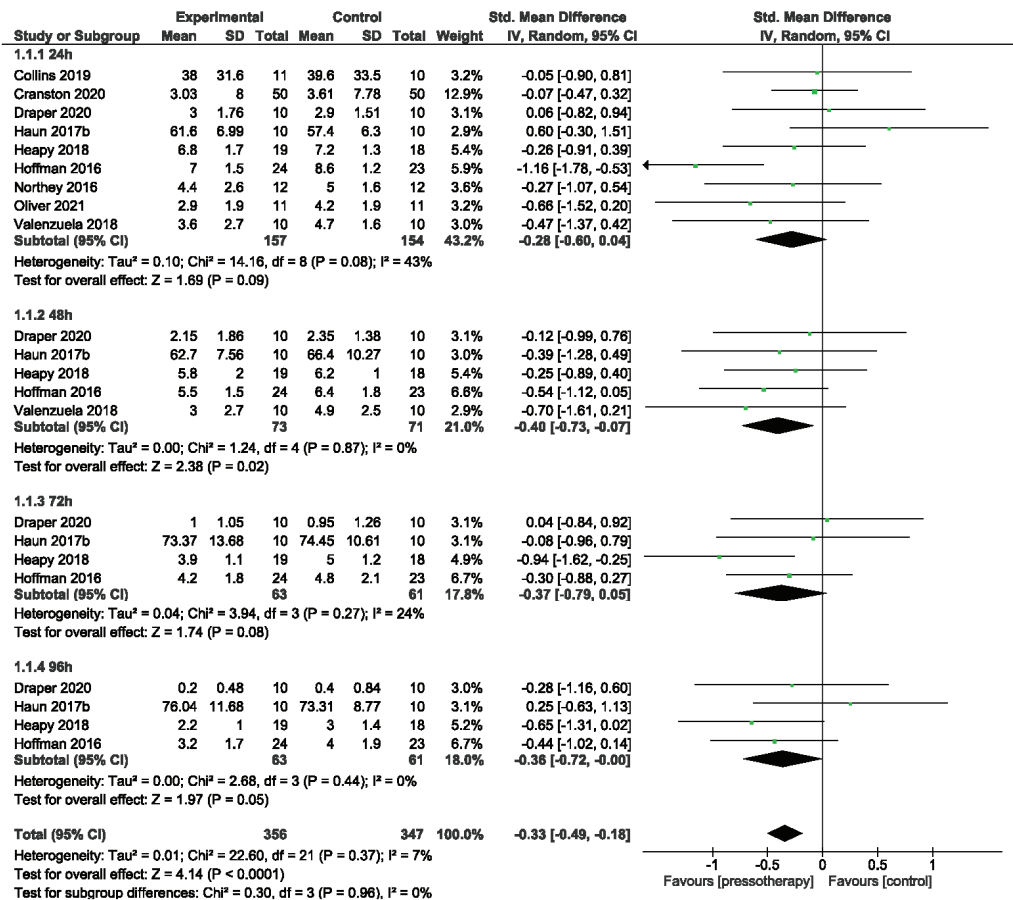 Experimental Control Std. Mean Difference Std. Mean Difference
Study or Subgroup Mean SD Total Mean SD Total Weight IV, Random, 95% CI IV, Random, 95% CI
1.1.1 24h
Collins 2019 38 31.6 11 39.6 33.5 10 3.2% -0.05 [-0.90, 0.81]
Cranston 2020 3.03 8 50 3.61 7.78 50 12.9% -0.07 [-0.47, 0.32]
Draper 2020 3 1.76 10 2.9 1.51 10 3.1% 0.06 [-0.82, 0.94]
Haun 2017b 61.6 6.99 10 57.4 6.3 10 2.9% 0.60 [-0.30, 1.51]
Heapy 2018 6.8 1.7 19 7.2 1.3 18 5.4% -0.26 [-0.91, 0.39]
Hoffman 2016 7 1.5 24 8.6 1.2 23 5.9% -1.16 [-1.78, -0.53]
Northey 2016 4.4 2.6 12 5 1.6 12 3.6% -0.27 [-1.07, 0.54]
Oliver 2021 2.9 1.9 11 4.2 1.9 11 3.2% -0.66 [-1.52, 0.20]
Valenzuela 2018 3.6 2.7 10 4.7 1.6 10 3.0% -0.47 [-1.37, 0.42]
Subtotal (95% CI) 157 154 43.2% -0.28 [-0.60, 0.04]
Heterogeneity: Tau² = 0.10; Chi² = 14.16, df = 8 (P = 0.08); I² = 43%
Test for overall effect: Z = 1.69 (P = 0.09)
1.1.2 48h
Draper 2020 2.15 1.86 10 2.35 1.38 10 3.1% -0.12 [-0.99, 0.76]
Haun 2017b 62.7 7.56 10 66.4 10.27 10 3.0% -0.39 [-1.28, 0.49]
Heapy 2018 5.8 2 19 6.2 1 18 5.4% -0.25 [-0.89, 0.40]
Hoffman 2016 5.5 1.5 24 6.4 1.8 23 6.6% -0.54 [-1.12, 0.05]
Valenzuela 2018 3 2.7 10 4.9 2.5 10 2.9% -0.70 [-1.61, 0.21]
Subtotal (95% CI) 73 71 21.0% -0.40 [-0.73, -0.07]
Heterogeneity: Tau² = 0.00; Chi² = 1.24, df = 4 (P = 0.87); I² = 0%
Test for overall effect: Z = 2.38 (P = 0.02)
1.1.3 72h
Draper 2020 1 1.05 10 0.95 1.26 10 3.1% 0.04 [-0.84, 0.92]
Haun 2017b 73.37 13.68 10 74.45 10.61 10 3.1% -0.08 [-0.96, 0.79]
Heapy 2018 3.9 1.1 19 5 1.2 18 4.9% -0.94 [-1.62, -0.25]
Hoffman 2016 4.2 1.8 24 4.8 2.1 23 6.7% -0.30 [-0.88, 0.27]
Subtotal (95% CI) 63 61 17.8% -0.37 [-0.79, 0.05]
Heterogeneity: Tau² = 0.04; Chi² = 3.94, df = 3 (P = 0.27); I² = 24%
Test for overall effect: Z = 1.74 (P = 0.08)
1.1.4 96h
Draper 2020 0.2 0.48 10 0.4 0.84 10 3.0% -0.28 [-1.16, 0.60]
Haun 2017b 76.04 11.68 10 73.31 8.77 10 3.1% 0.25 [-0.63, 1.13]
Heapy 2018 2.2 1 19 3 1.4 18 5.2% -0.65 [-1.31, 0.02]
Hoffman 2016 3.2 1.7 24 4 1.9 23 6.7% -0.44 [-1.02, 0.14]
Subtotal (95% CI) 63 61 18.0% -0.36 [-0.72, -0.00]
Heterogeneity: Tau² = 0.00; Chi² = 2.68, df = 3 (P = 0.44); I² = 0%
Test for overall effect: Z = 1.97 (P = 0.05)
Total (95% CI) 356 347 100.0% -0.33 [-0.49, -0.18]
Heterogeneity: Tau² = 0.01; Chi² = 22.60, df = 21 (P = 0.37); I² = 7%
Test for overall effect: Z = 4.14 (P < 0.0001)
Test for subgroup differences: Chi² = 0.30, df = 3 (P = 0.96), I² = 0%
-1 -0.5 0 0.5 1
Favours [pressotherapy] Favours [control]